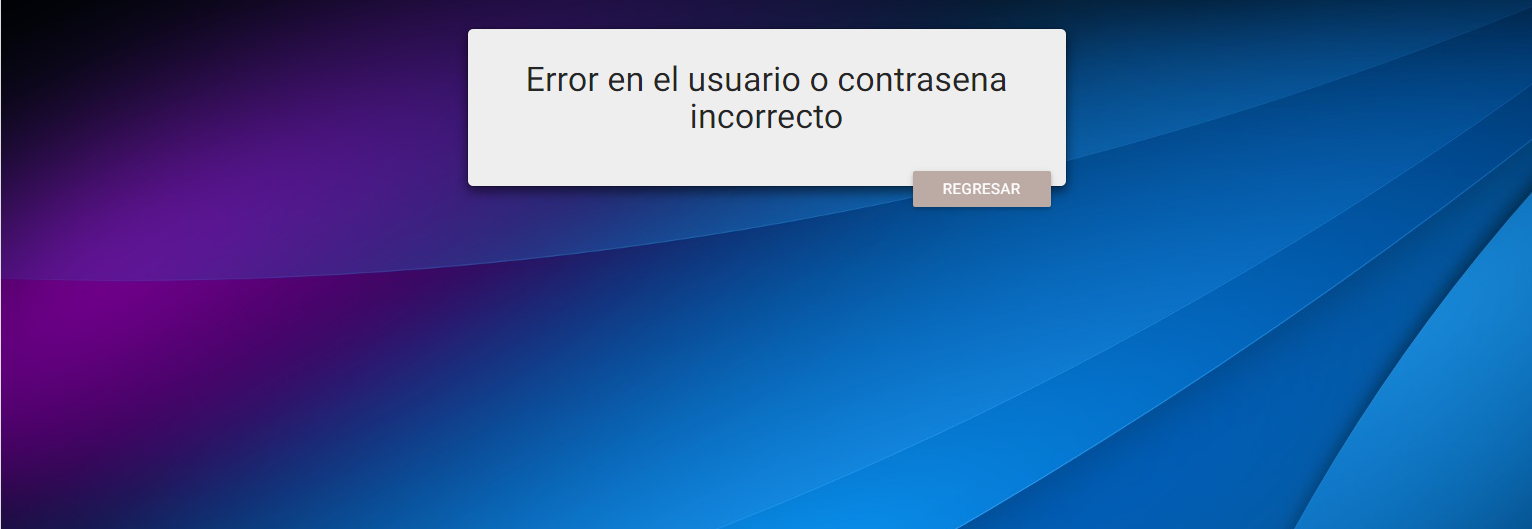 Error en el usuario o contrasena
incorrecto
REGRESAR